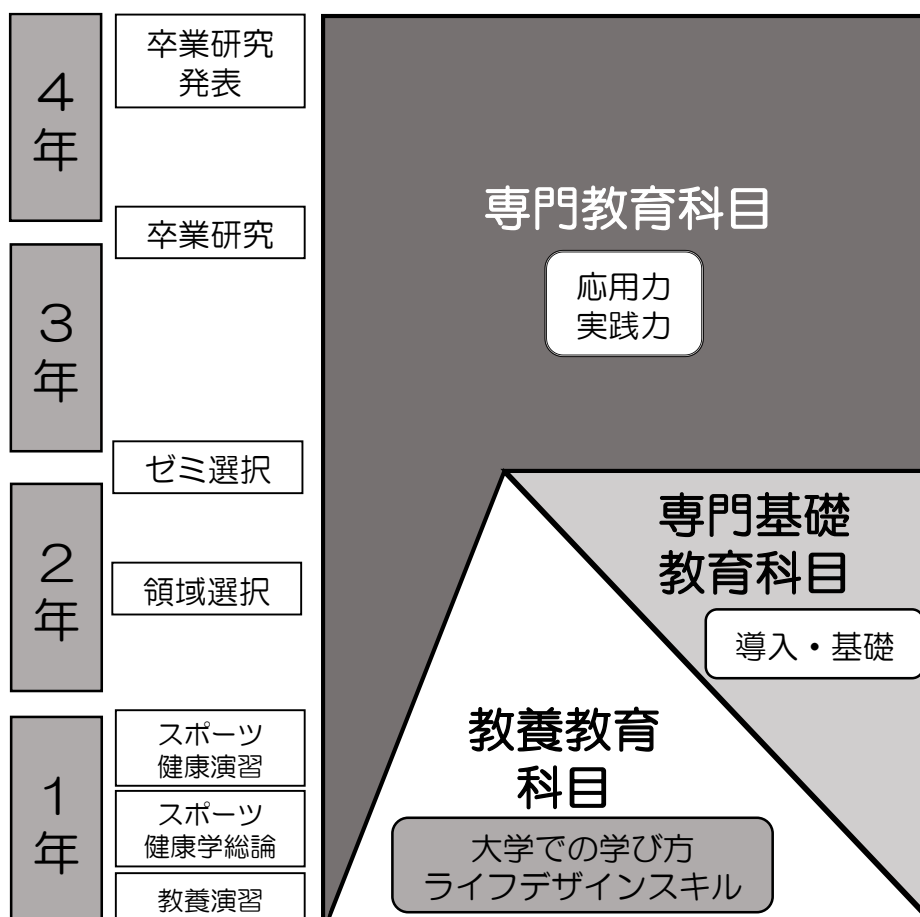 4
年
卒業研究
発表
卒業研究
3
年
ゼミ選択
2
年
領域選択
1
年
スポーツ
健康演習
スポーツ
健康学総論
教養演習
専門教育科目
応用力
実践力
専門基礎
教育科目
導入・基礎
教養教育
科目
大学での学び方
ライフデザインスキル